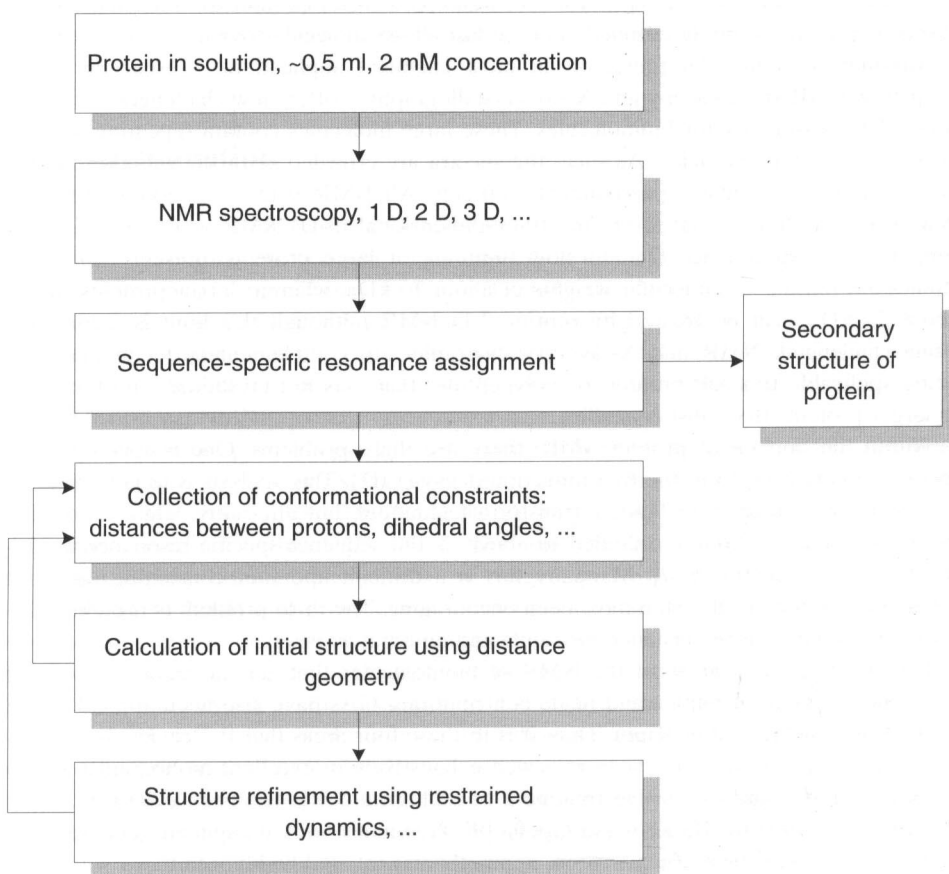 Protein in solution, ~0.5 ml, 2 mM concentration
NMR spectroscopy, 1 D, 2 D, 3 D, ...
Sequence-specific resonance assignment
Secondary
structure of
protein
Collection of conformational constraints:
distances between protons, dihedral angles, ...
Calculation of initial structure using distance
geometry
Structure refinement using restrained
dynamics, ...